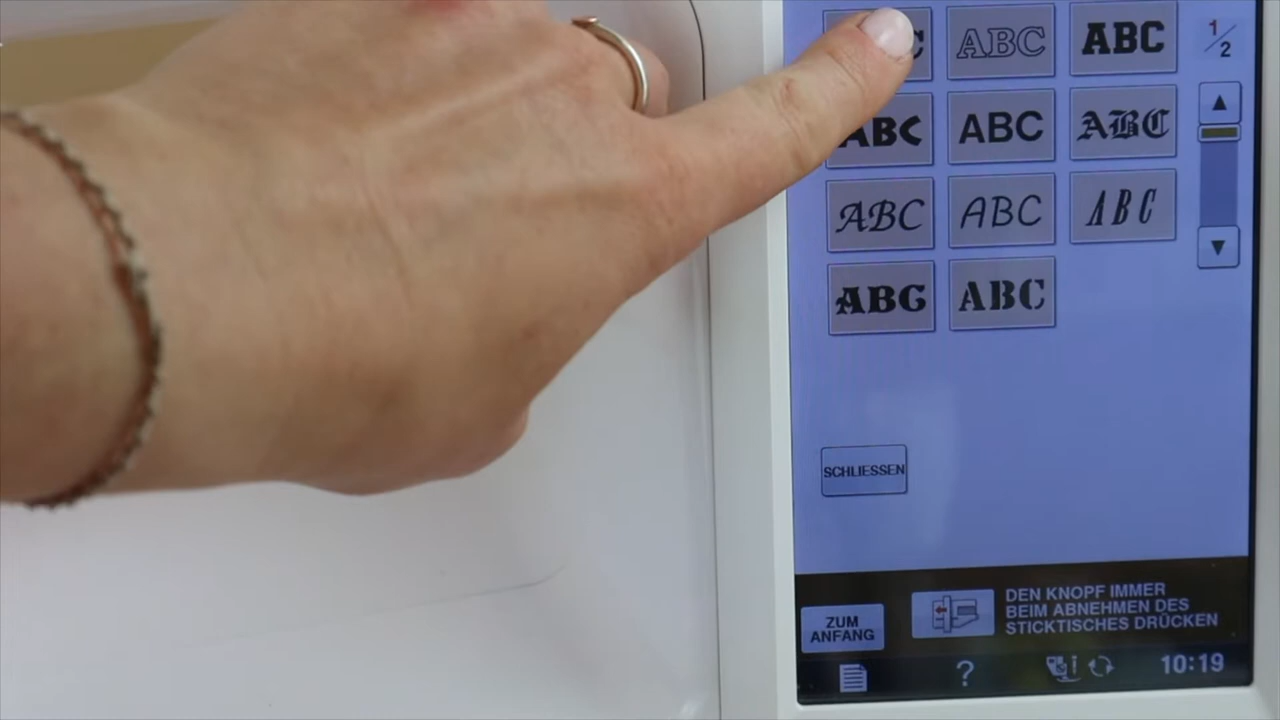 ABC ABC 1/2
ABC ABC ABC
ABC ABC ABC
ABC ABC
SCHLIESSEN
DEN KNOPF IMMER
BEIM ABNEHMEN DES
STICKTISCHES DRÜCKEN
ZUM
ANFANG
?
10:19